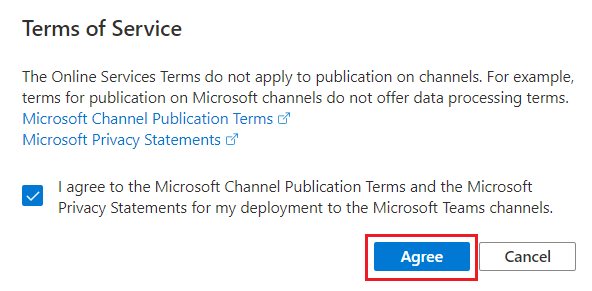 Terms of Service
The Online Services Terms do not apply to publication on channels. For example,
terms for publication on Microsoft channels do not offer data processing terms.
Microsoft Channel Publication Terms
Microsoft Privacy Statements
I agree to the Microsoft Channel Publication Terms and the Microsoft
Privacy Statements for my deployment to the Microsoft Teams channels.
Agree Cancel